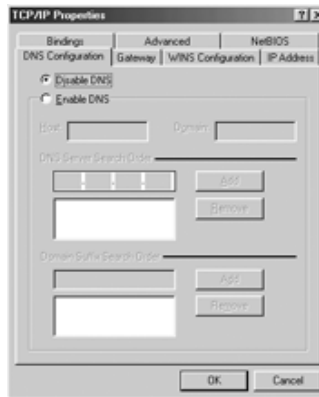 TCP/IP Properties
Bindings Advanced NetBIOS
DNS Configuration Gateway WINS Configuration IP Address
Disable DNS
Enable DNS
Host: Domain:
DNS Server Search Order
Add
Remove
Domain Suffix Search Order
Add
Remove
OK Cancel